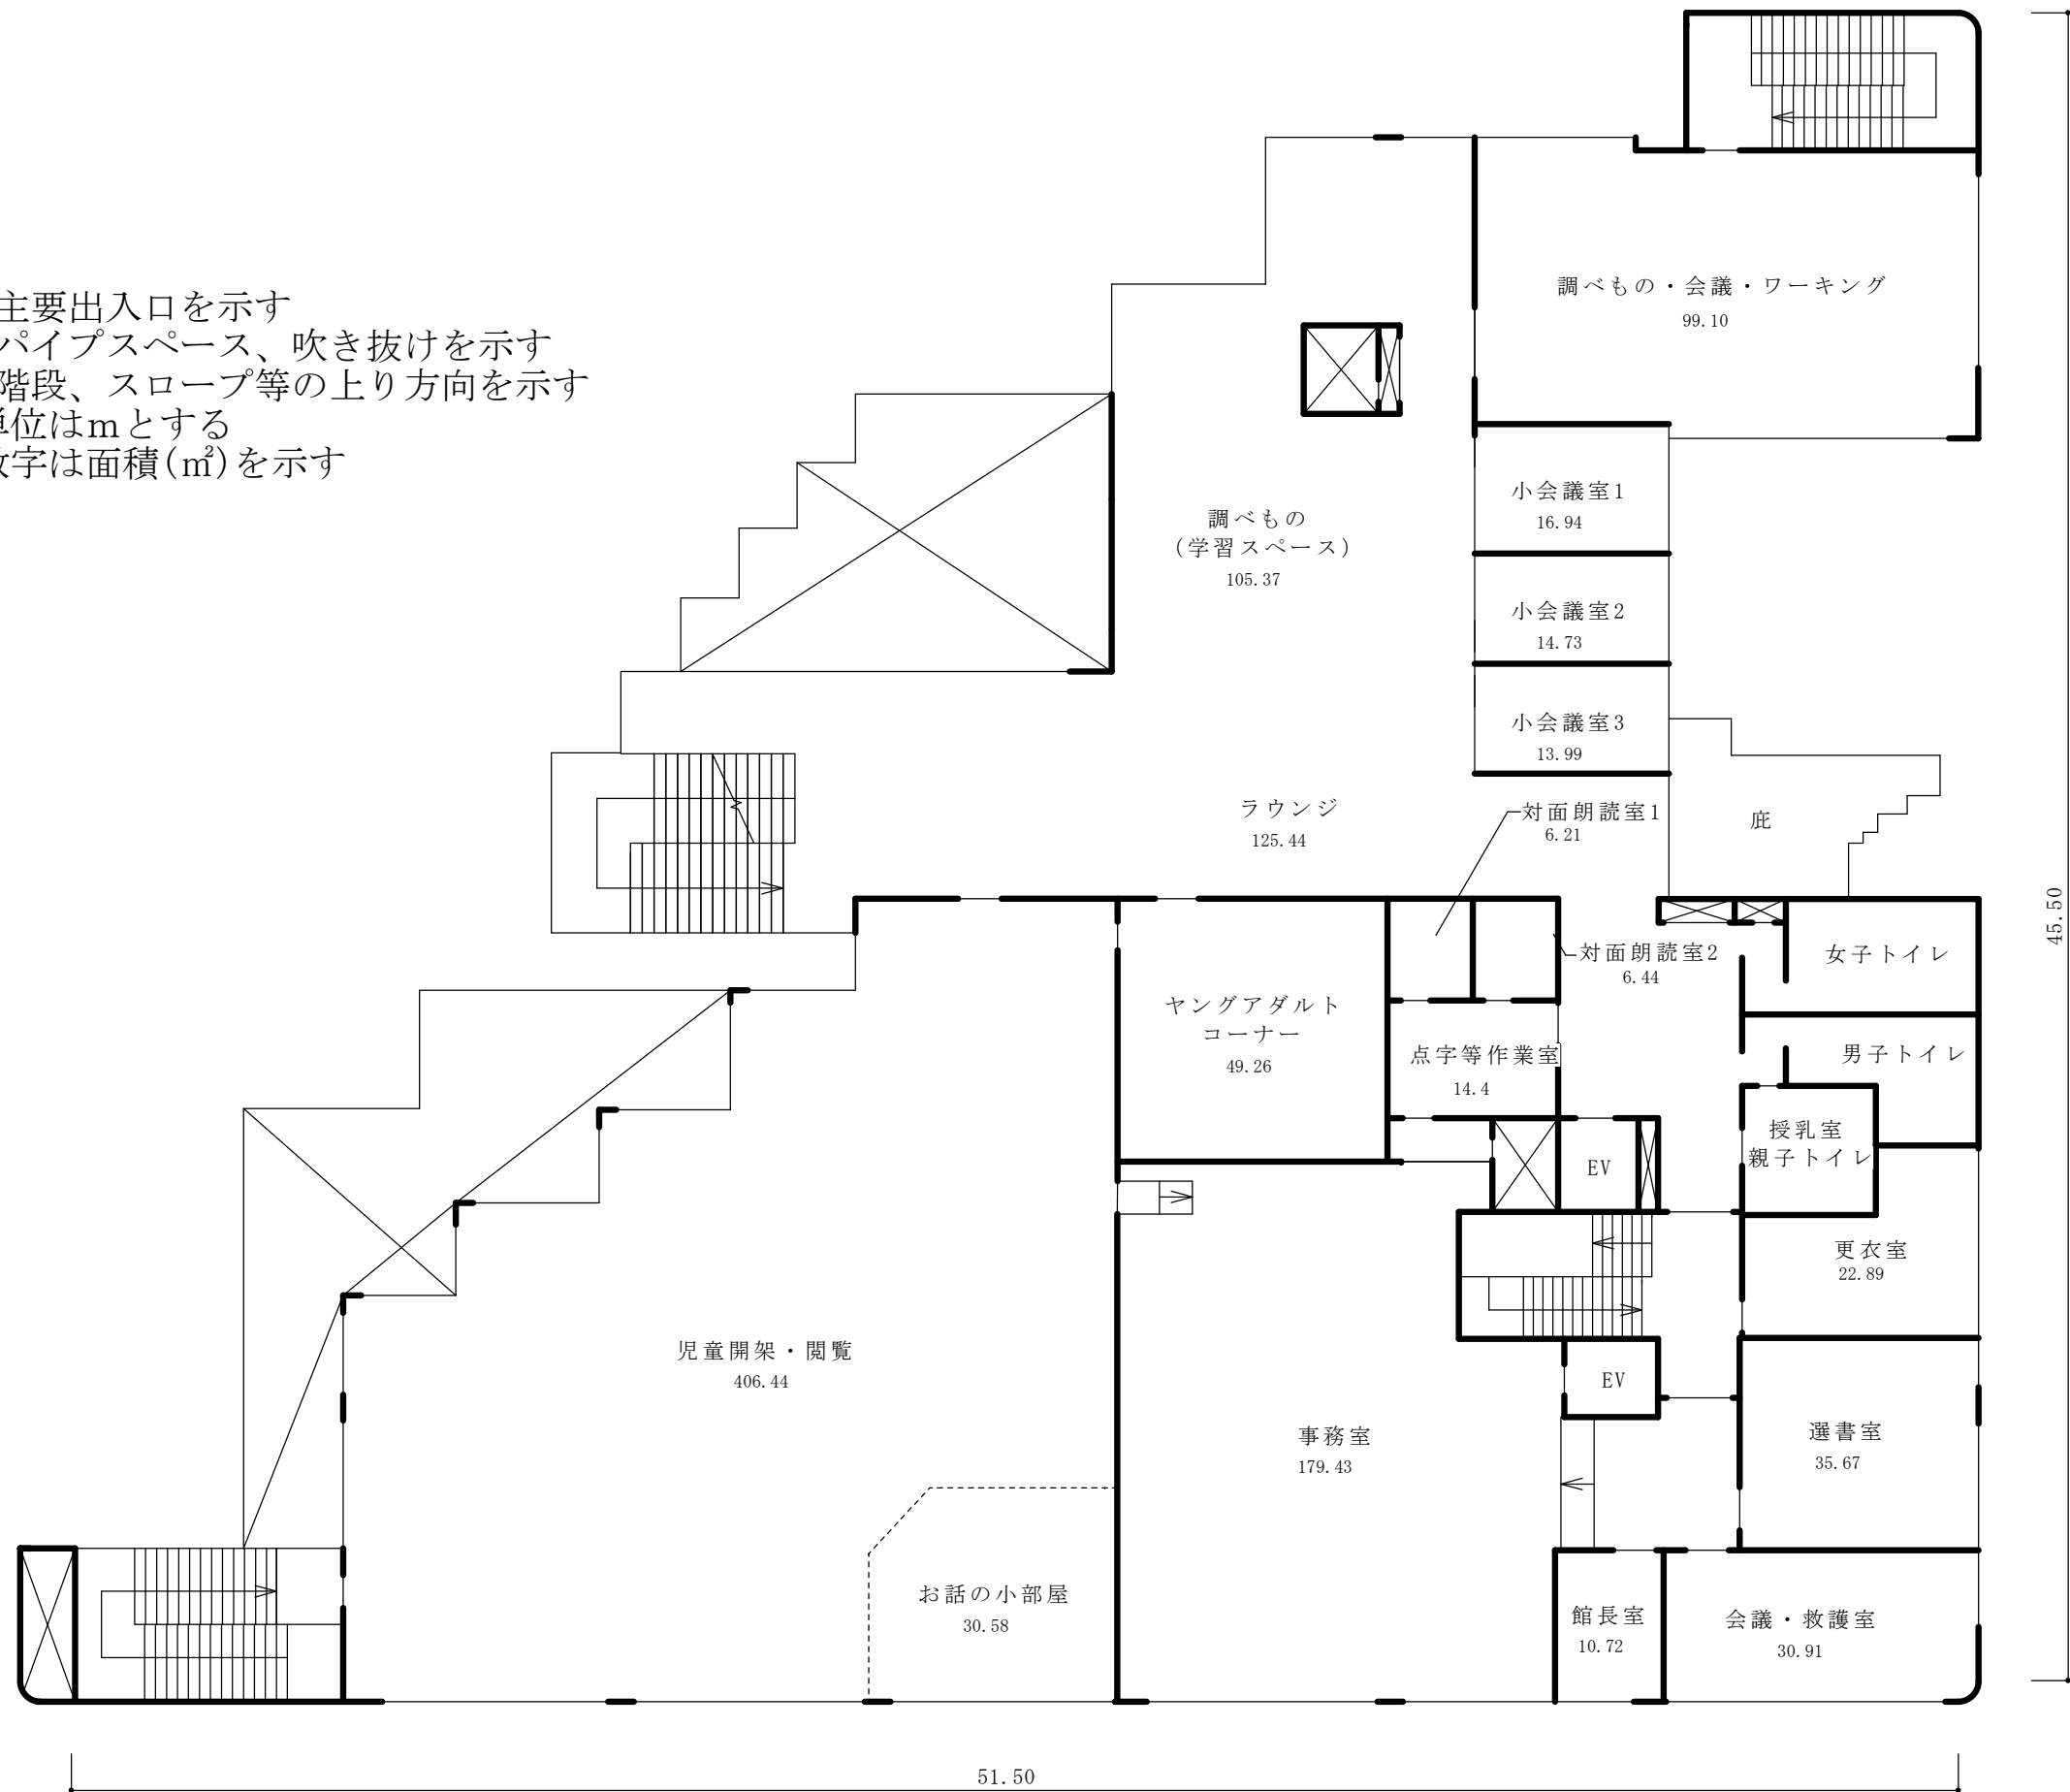 主要出入口を示す
パイプスペース、吹き抜けを示す
階段、スロープ等の上り方向を示す
単位はmとする
数字は面積(㎡)を示す
調べもの・会議・ワーキング
99.10
小会議室1
16.94
調べもの
(学習スペース)
105.37
小会議室2
14.73
小会議室3
13.99
ラウンジ
125.44
対面朗読室1
6.21
庇
対面朗読室2
6.44
女子トイレ
45.50
ヤングアダルト
コーナー
49.26
点字等作業室
14.4
男子トイレ
授乳室
親子トイレ
EV
更衣室
22.89
児童開架・閲覧
406.44
EV
事務室
179.43
選書室
35.67
お話の小部屋
30.58
館長室
10.72
会議・救護室
30.91
51.50